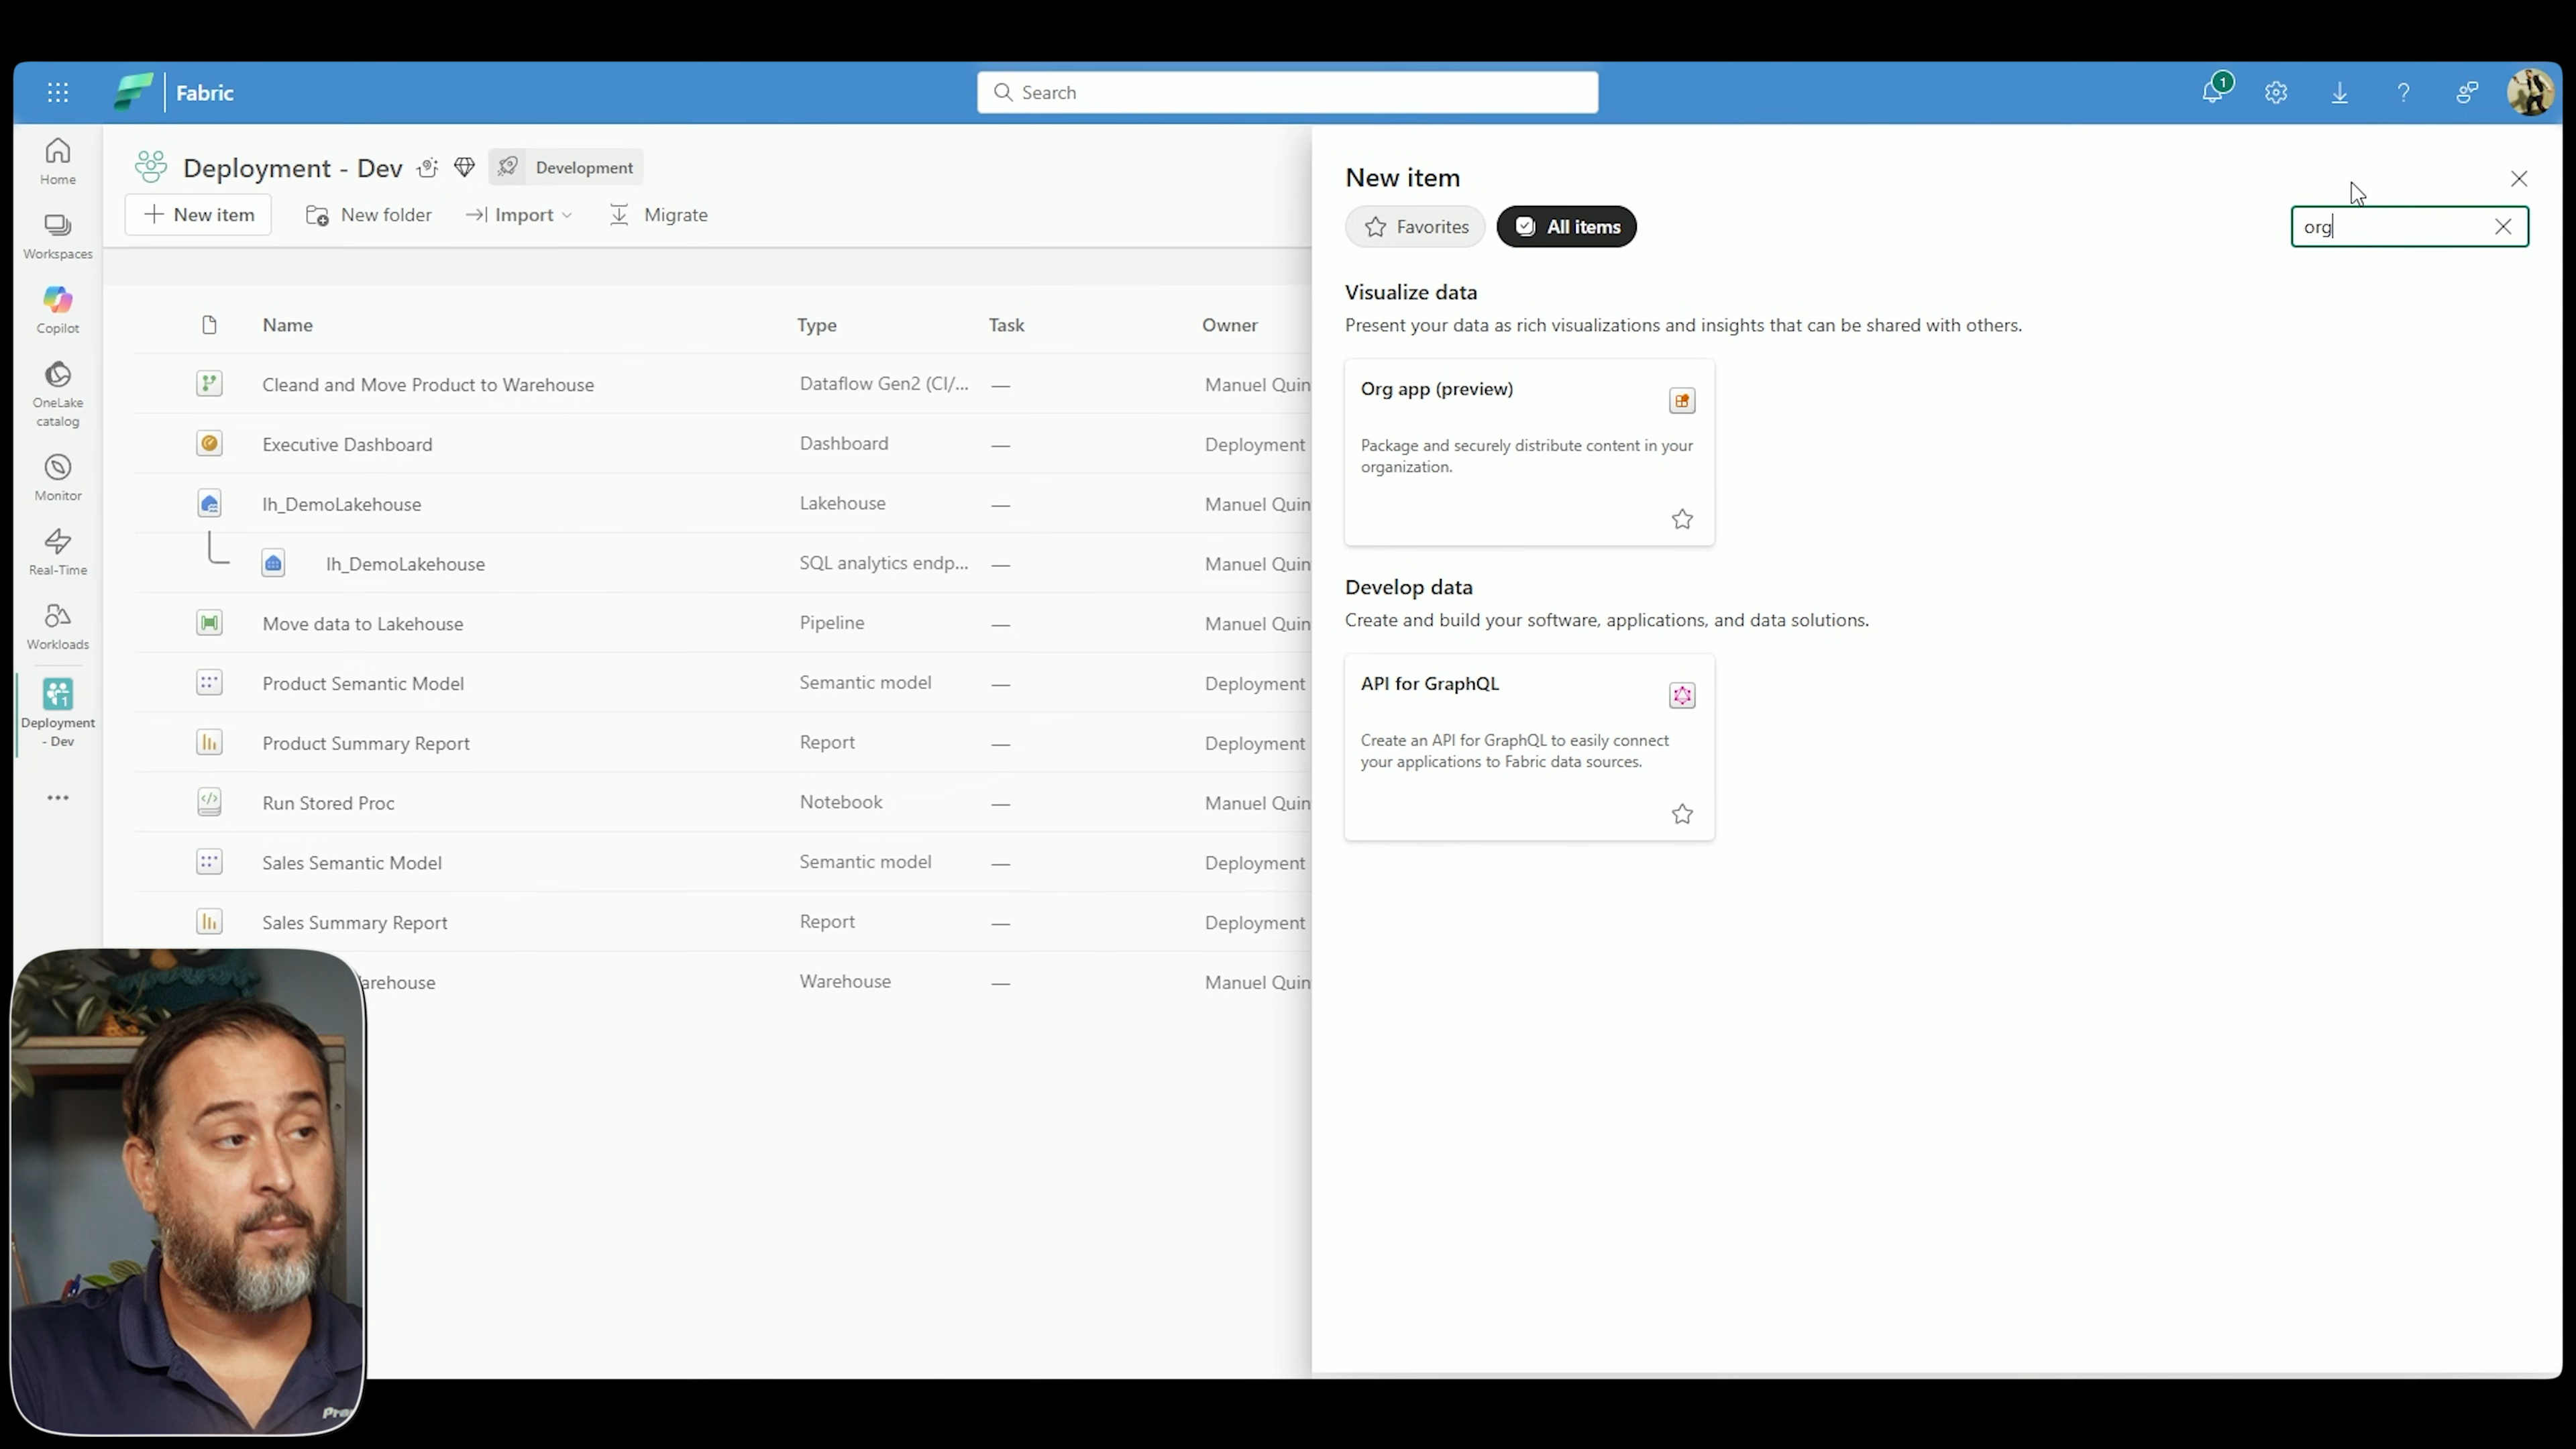 Fabric
Search
1
Home
Workspaces
Copilot
OneLake
catalog
Monitor
Real-Time
Workloads
Deployment
- Dev
Deployment - Dev
Development
New item
New folder
Import
Migrate
Name Type Task Owner
Cleand and Move Product to Warehouse Dataflow Gen2 (CI/... — Manuel Quin
Executive Dashboard Dashboard — Deployment
lh_DemoLakehouse Lakehouse — Manuel Quin
lh_DemoLakehouse SQL analytics endp... — Manuel Quin
Move data to Lakehouse Pipeline — Manuel Quin
Product Semantic Model Semantic model — Deployment
Product Summary Report Report — Deployment
Run Stored Proc Notebook — Manuel Quin
Sales Semantic Model Semantic model — Deployment
Sales Summary Report Report — Deployment
arehouse Warehouse — Manuel Quin
New item
Favorites
All items
org
Visualize data
Present your data as rich visualizations and insights that can be shared with others.
Org app (preview)
Package and securely distribute content in your
organization.
Develop data
Create and build your software, applications, and data solutions.
API for GraphQL
Create an API for GraphQL to easily connect
your applications to Fabric data sources.